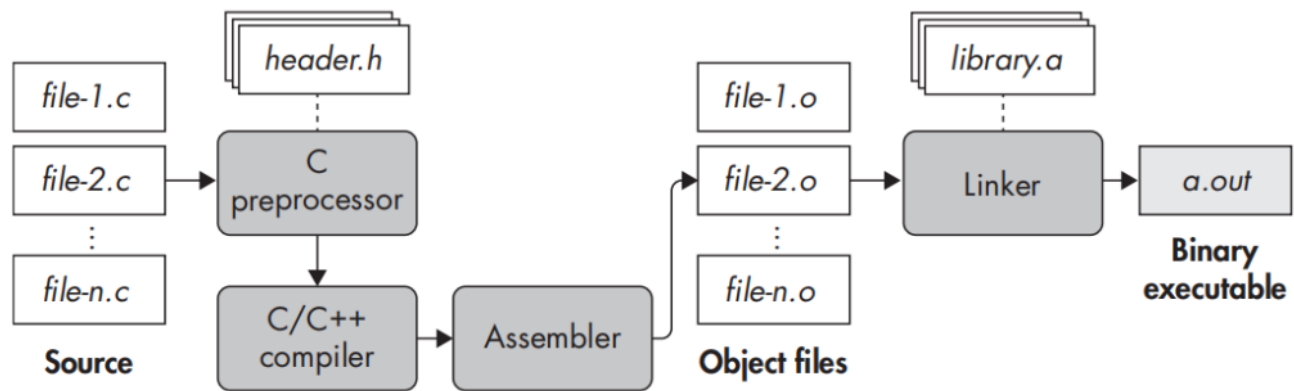 file-1.c
file-2.c
⋮
file-n.c
Source
header.h
C
preprocessor
C/C++
compiler
Assembler
file-1.o
file-2.o
⋮
file-n.o
Object files
library.a
Linker
a.out
Binary
executable